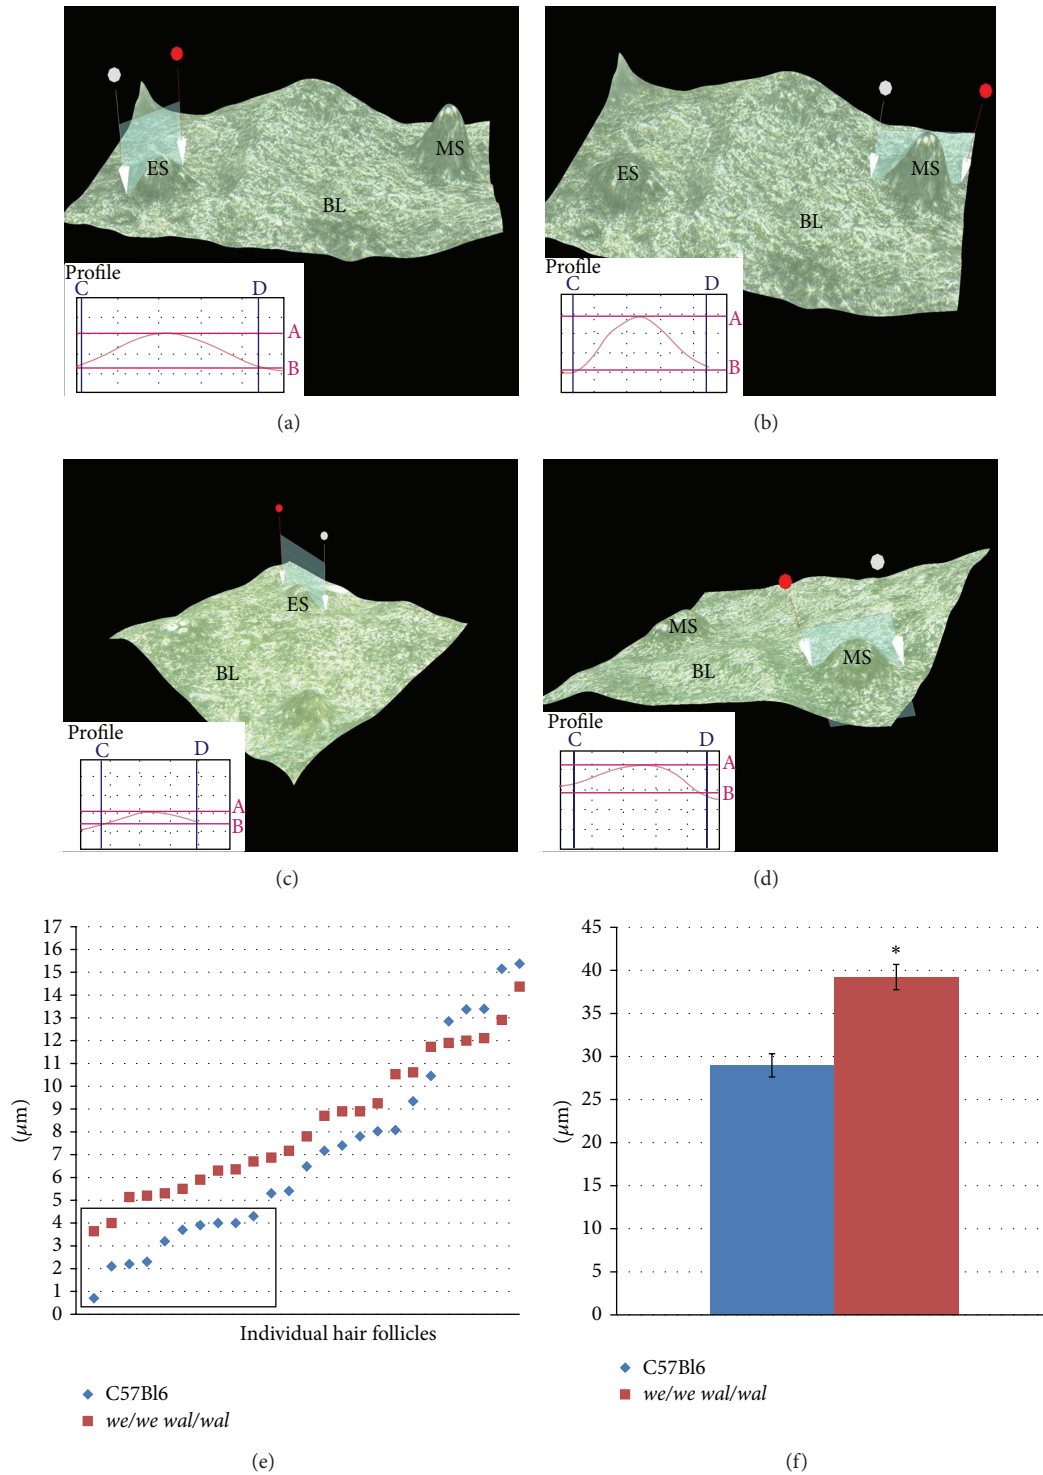 ES
BL
MS
Profile
C
D
A
B
(a)
ES
BL
MS
Profile
C
D
A
B
(b)
ES
BL
Profile
C
D
A
B
(c)
MS
BL
MS
Profile
C
D
A
B
(d)
17
16
15
14
13
12
11
10
9
8
7
6
5
4
3
2
1
0
(µm)
Individual hair follicles
C57Bl6
we/we wal/wal
(e)
45
40
35
30
25
20
15
10
5
0
(µm)
*
C57Bl6
we/we wal/wal
(f)